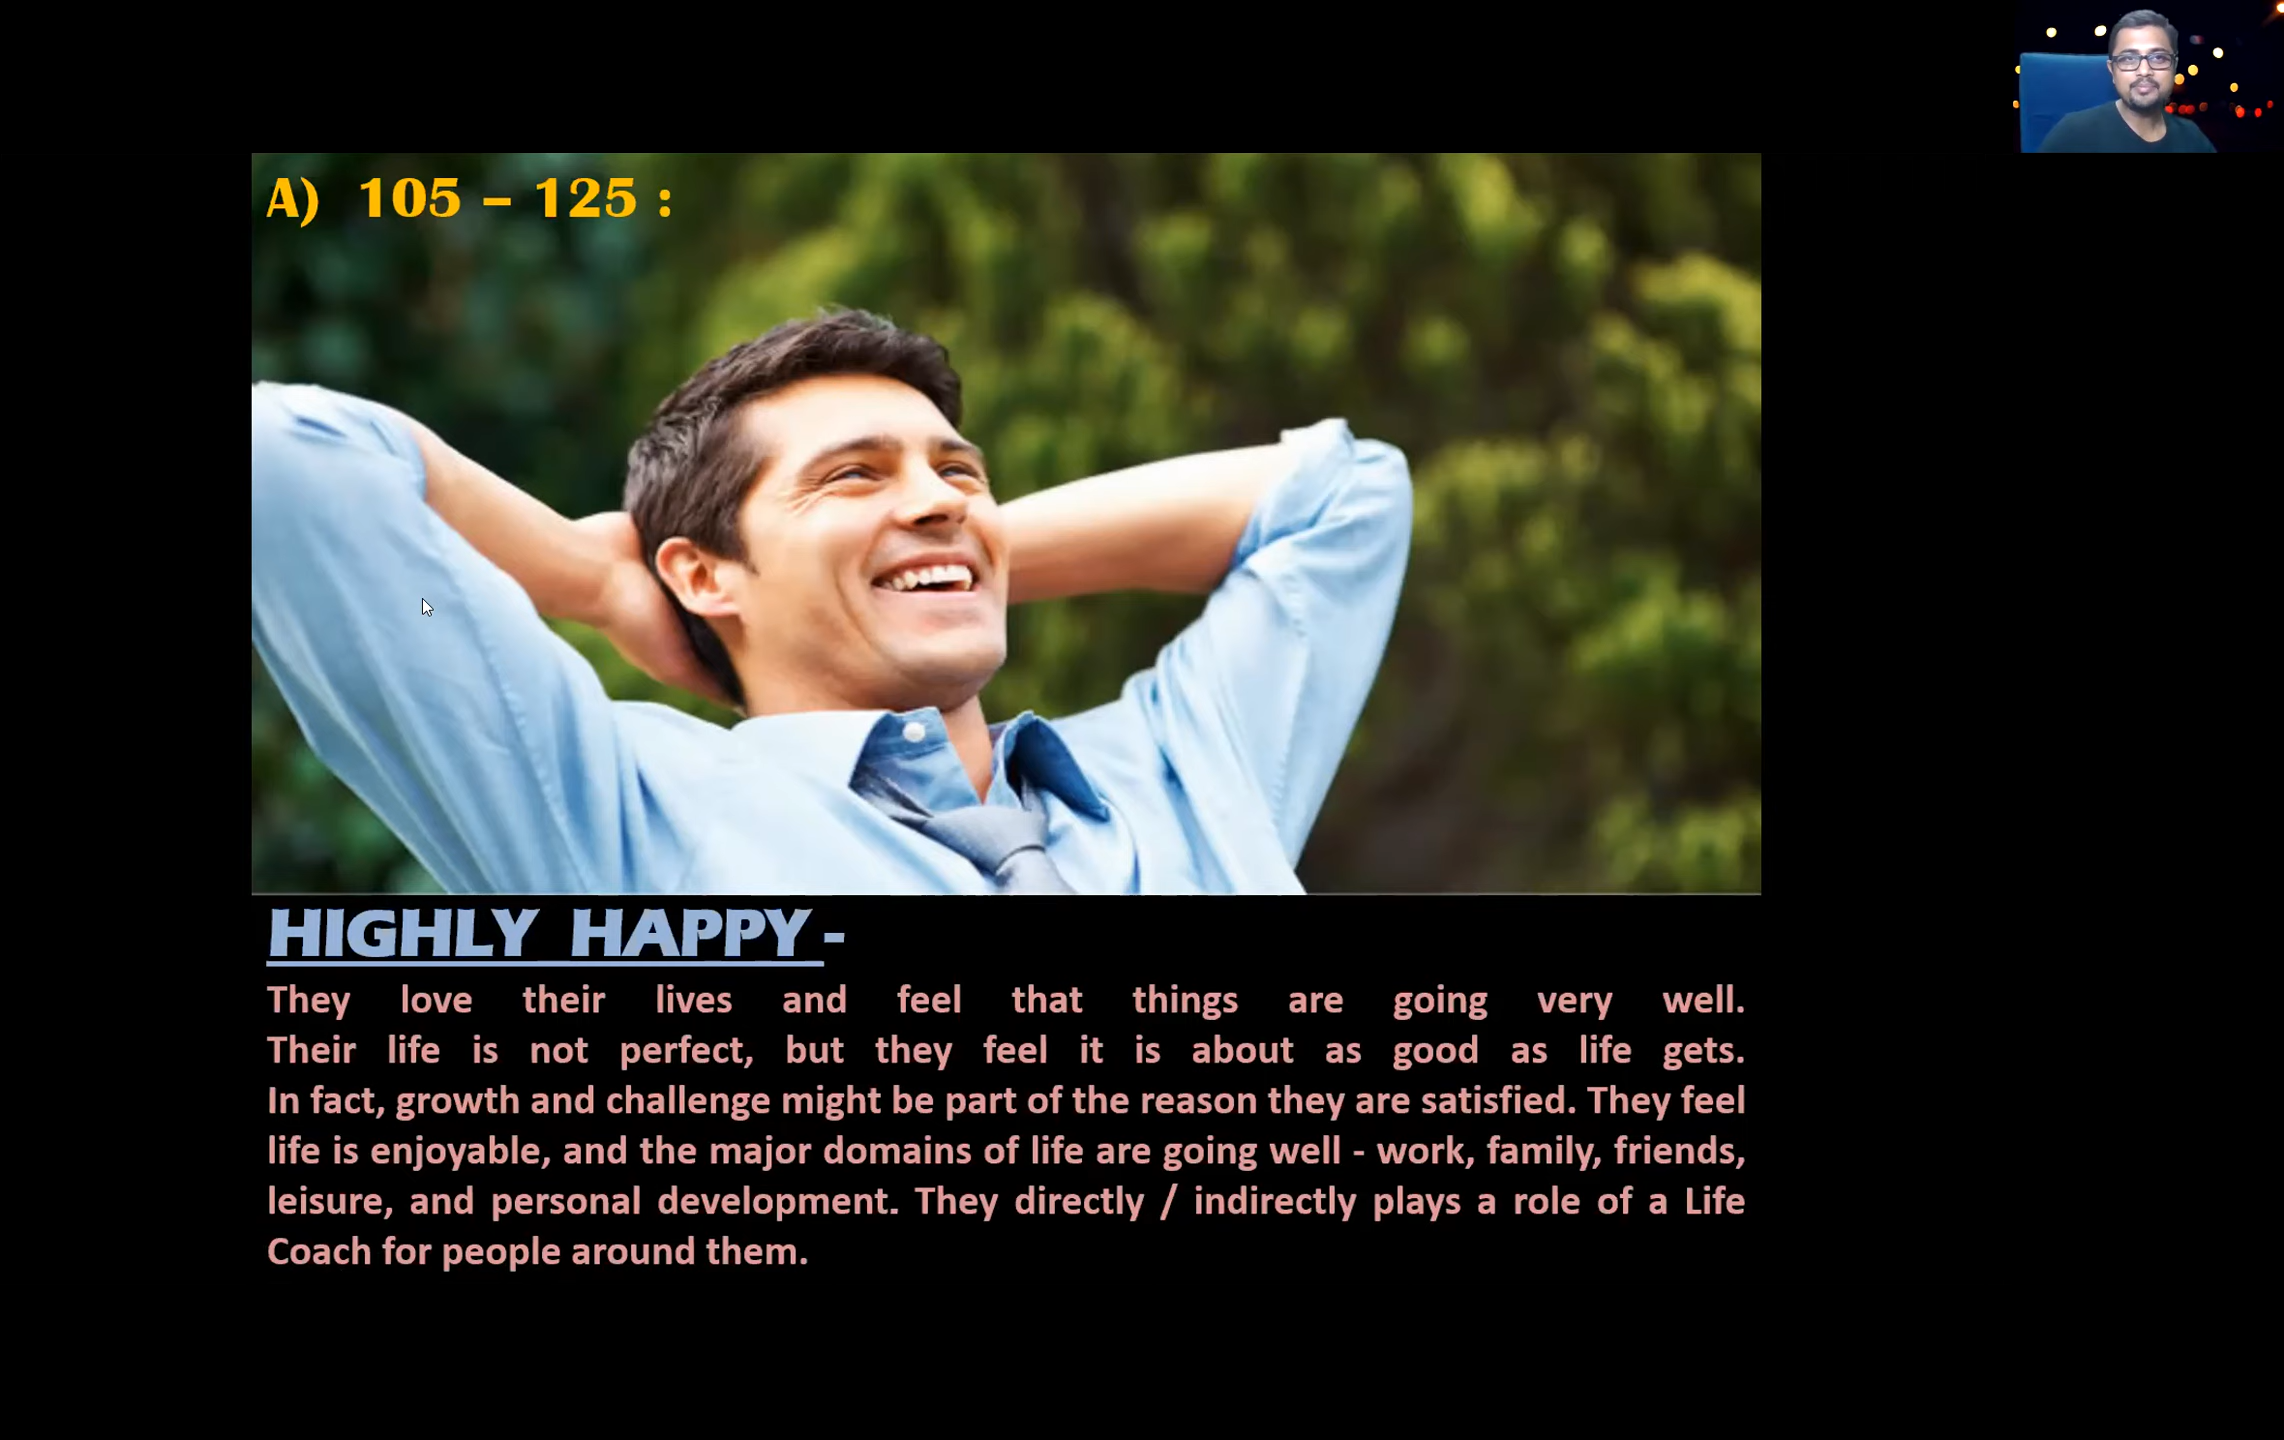 A) 105 – 125 :
HIGHLY HAPPY -
They love their lives and feel that things are going very well.
Their life is not perfect, but they feel it is about as good as life gets.
In fact, growth and challenge might be part of the reason they are satisfied. They feel
life is enjoyable, and the major domains of life are going well - work, family, friends,
leisure, and personal development. They directly / indirectly plays a role of a Life
Coach for people around them.